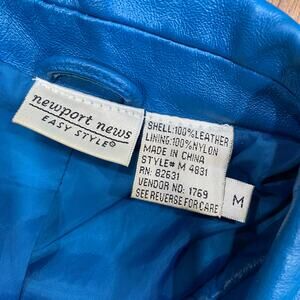 newport news
EASY STYLE®
SHELL:100%LEATHER
LINING:100%NYLON
MADE IN CHINA
STYLE# M 4831
RN: 82631
VENDOR NO: 1769
SEE REVERSE FOR CARE
M